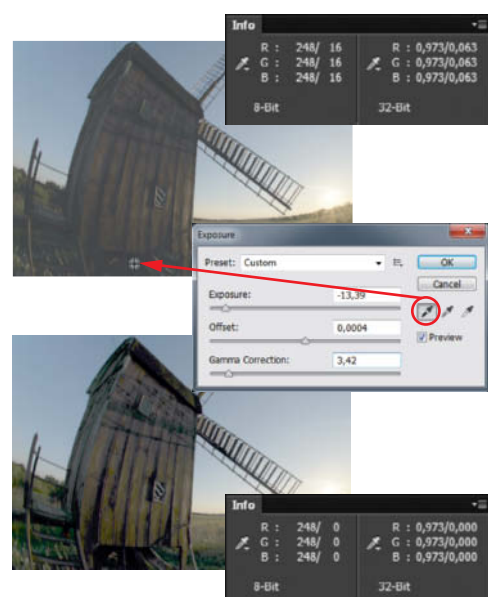 Info
R : 248/ 16 R : 0,973/0,063
G : 248/ 16 G : 0,973/0,063
B : 248/ 16 B : 0,973/0,063
8-Bit 32-Bit
Exposure
Preset: Custom OK
Cancel
Exposure: -13,39
Offset: 0,0004
Preview
Gamma Correction: 3,42
Info
R : 248/ 0 R : 0,973/0,000
G : 248/ 0 G : 0,973/0,000
B : 248/ 0 B : 0,973/0,000
8-Bit 32-Bit